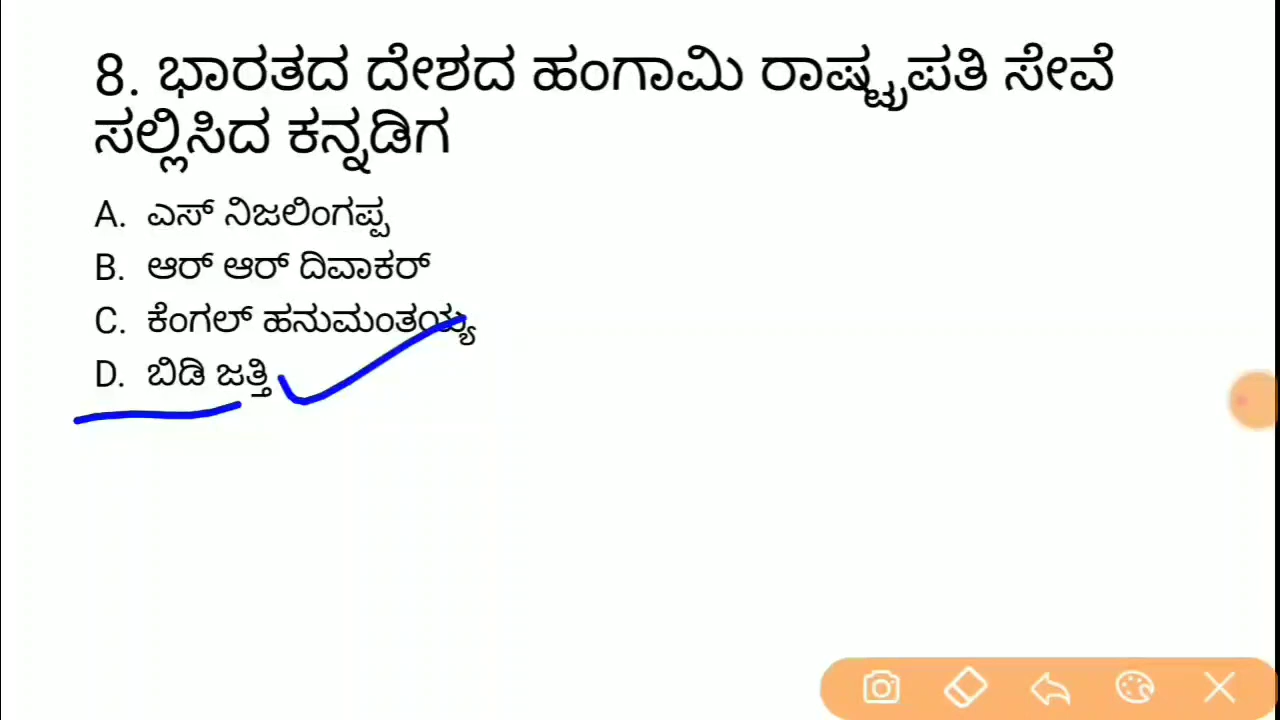 8. ಭಾರತದ ದೇಶದ ಹಂಗಾಮಿ ರಾಷ್ಟ್ರಪತಿ ಸೇವೆ
ಸಲ್ಲಿಸಿದ ಕನ್ನಡಿಗ
A. ಎಸ್ ನಿಜಲಿಂಗಪ್ಪ
B. ಆರ್ ಆರ್ ದಿವಾಕರ್
C. ಕೆಂಗಲ್ ಹನುಮಂತಯ್ಯ
D. ಬಿಡಿ ಜತ್ತಿ